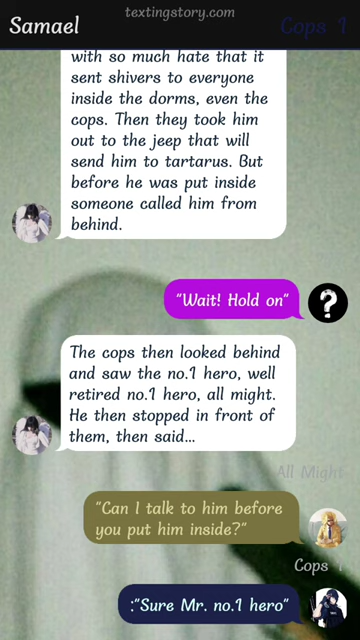 textingstory.com
Samael
Cops 1
with so much hate that it
sent shivers to everyone
inside the dorms, even the
cops. Then they took him
out to the jeep that will
send him to tartarus. But
before he was put inside
someone called him from
behind.
"Wait! Hold on"
?
The cops then looked behind
and saw the no.1 hero, well
retired no.1 hero, all might.
He then stopped in front of
them, then said...
All Might
"Can I talk to him before
you put him inside?"
Cops 1
:"Sure Mr. no.1 hero"